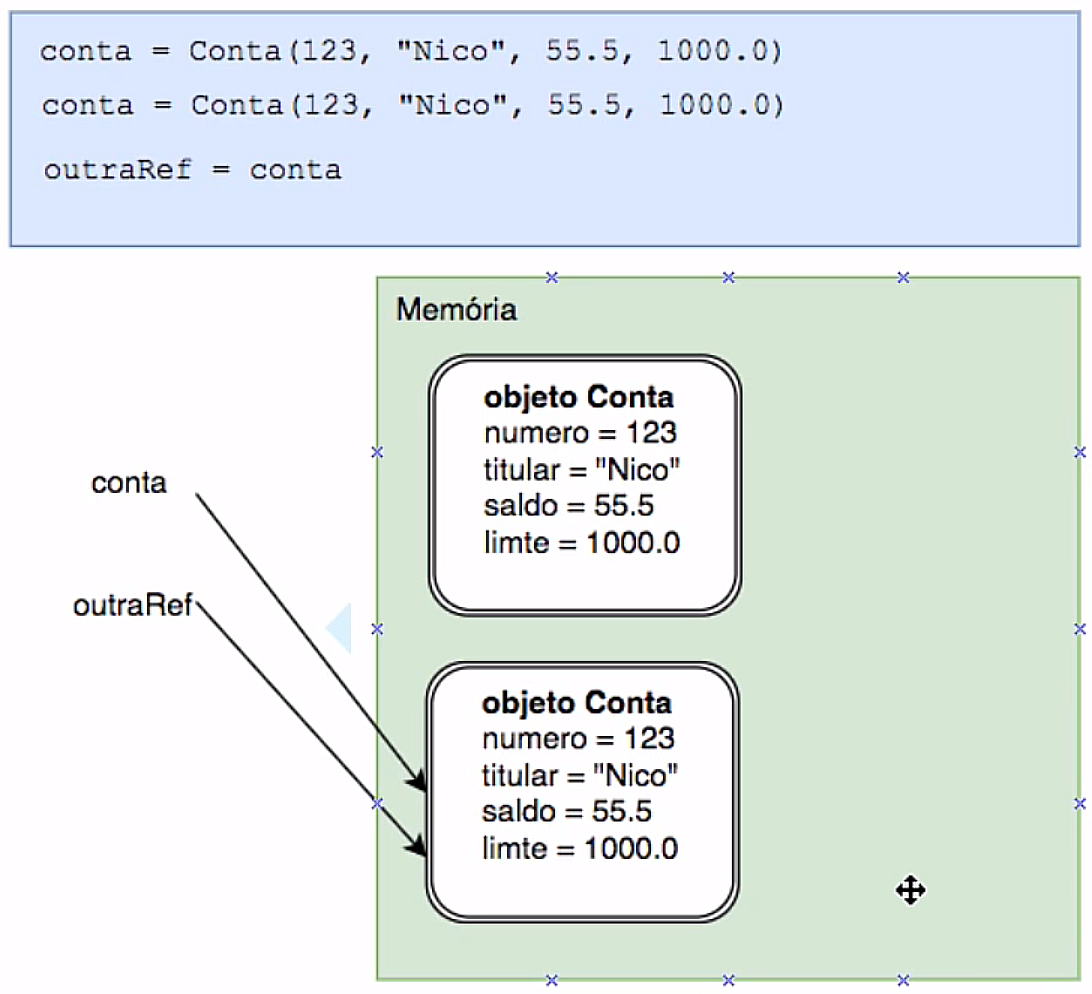 conta = Conta(123, "Nico", 55.5, 1000.0)
conta = Conta(123, "Nico", 55.5, 1000.0)
outraRef = conta
Memória
objeto Conta
numero = 123
titular = "Nico"
saldo = 55.5
limte = 1000.0
conta
outraRef
objeto Conta
numero = 123
titular = "Nico"
saldo = 55.5
limte = 1000.0